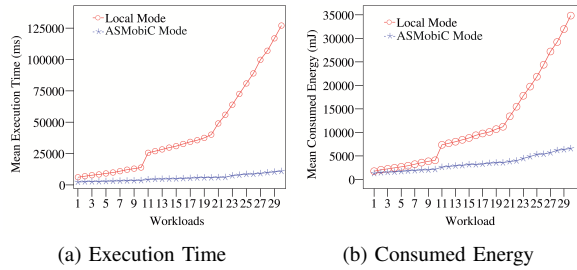 Local Mode
ASMobiC Mode
Mean Execution Time (ms)
125000
100000
75000
50000
25000
0
1 3 5 7 9 11 13 15 17 19 21 23 25 27 29
Workloads
(a) Execution Time
Local Mode
ASMobiC Mode
Mean Consumed Energy (mJ)
35000
30000
25000
20000
15000
10000
5000
0
1 3 5 7 9 11 13 15 17 19 21 23 25 27 29
Workload
(b) Consumed Energy